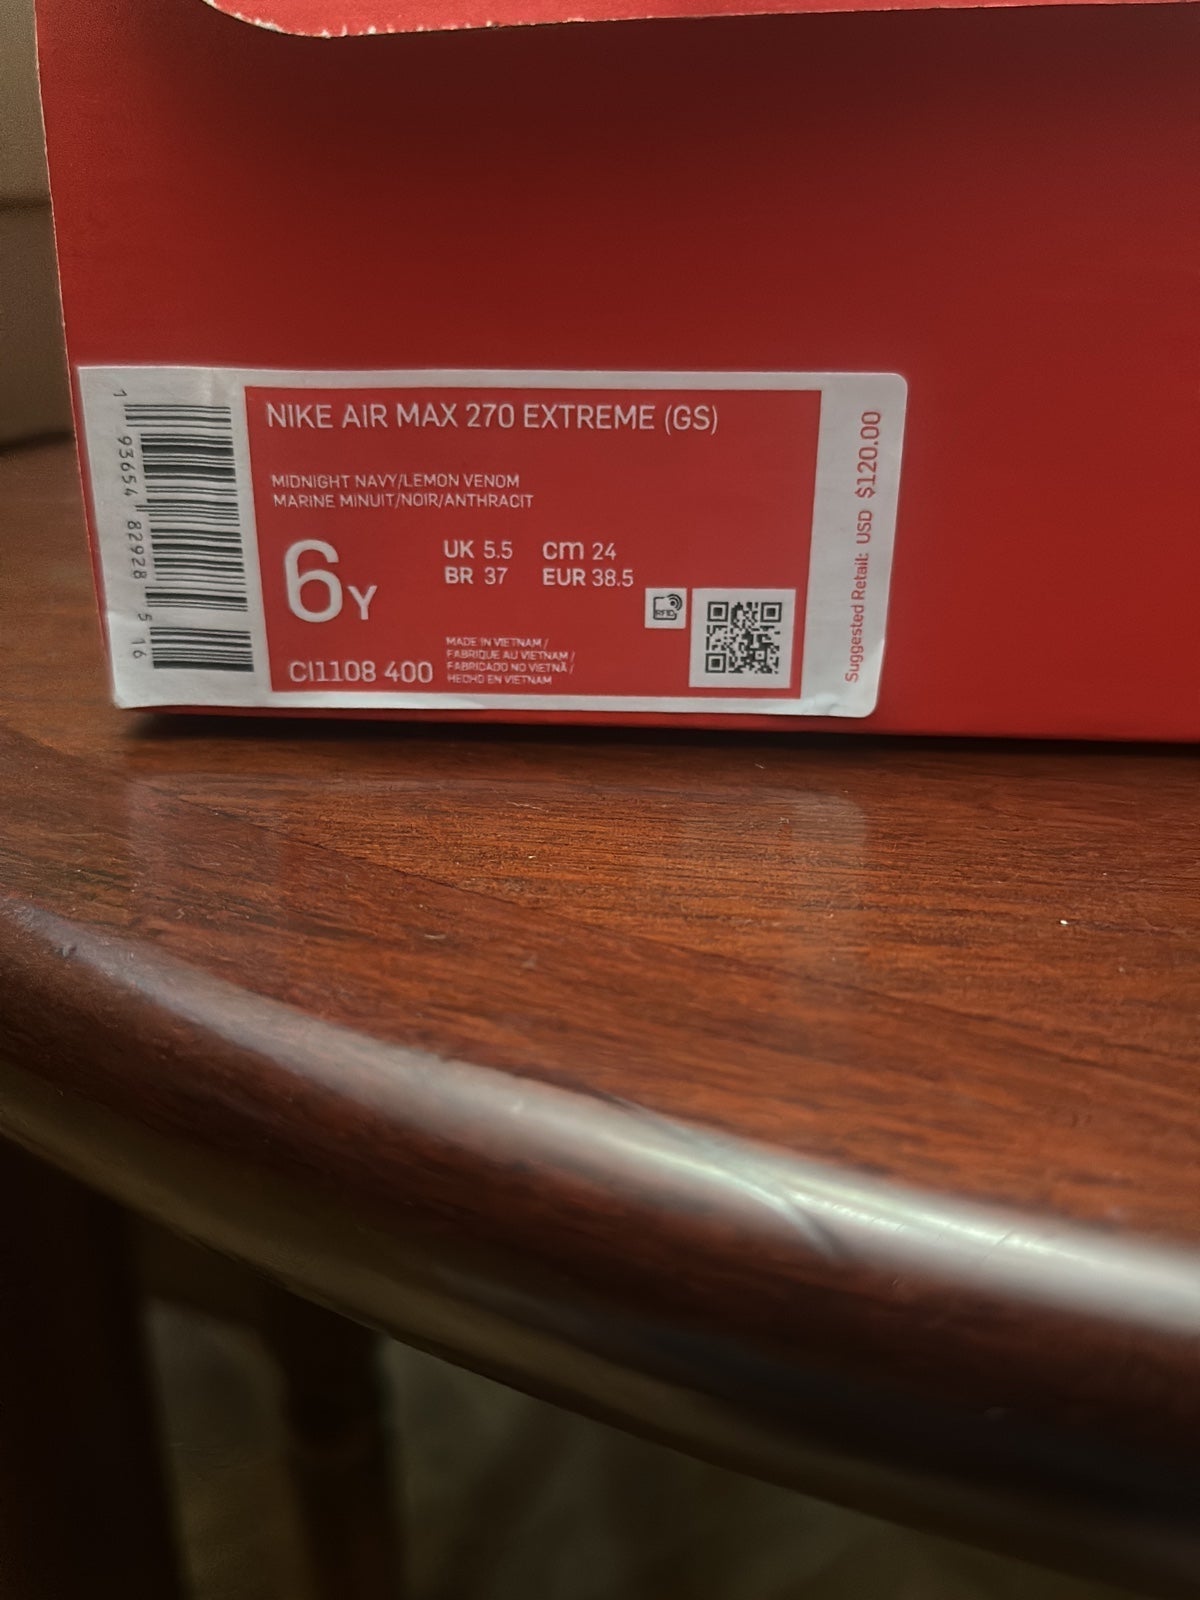 NIKE AIR MAX 270 EXTREME (GS)
MIDNIGHT NAVY/LEMON VENOM
MARINE MINUIT/NOIR/ANTHRACIT
6Y
UK 5.5 cm 24
BR 37 EUR 38.5
CI1108 400
MADE IN VIETNAM /
FABRIQUE AU VIETNAM /
FABRICADO NO VIETNÃ /
HECHO EN VIETNAM
RFID
Suggested Retail: USD $120.00
1 93654 82928 5 16